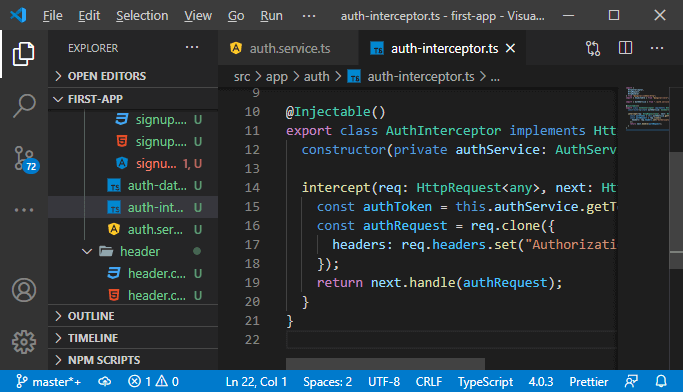 File Edit Selection View Go Run ... auth-interceptor.ts - first-app - Visua...
EXPLORER
OPEN EDITORS
FIRST-APP
signup.... U
signup.... U
signu... 1, U
auth-dat... U
auth-int... U
auth.ser... U
header
header.c... U
header.c... U
OUTLINE
TIMELINE
NPM SCRIPTS
72
auth.service.ts auth-interceptor.ts
src > app > auth > auth-interceptor.ts > ...
9
10 @Injectable()
11 export class AuthInterceptor implements Htt
12 constructor(private authService: AuthServ
13
14 intercept(req: HttpRequest<any>, next: Ht
15 const authToken = this.authService.getT
16 const authRequest = req.clone({
17 headers: req.headers.set("Authorizati
18 });
19 return next.handle(authRequest);
20 }
21 }
22
master*+ 1 0 Ln 22, Col 1 Spaces: 2 UTF-8 CRLF TypeScript 4.0.3 Prettier